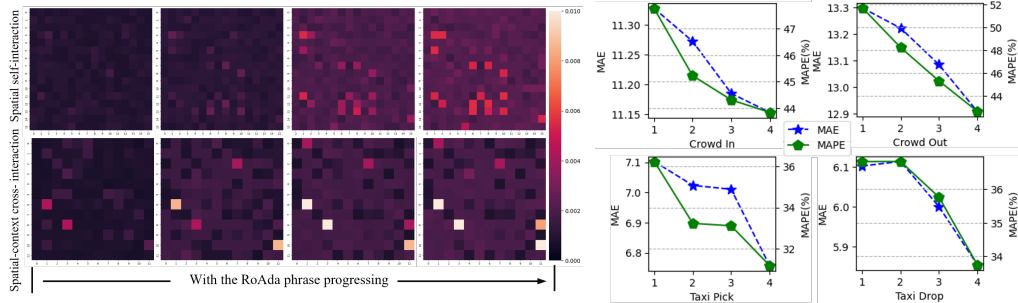 Spatial self-interaction
Spatial-context cross- interaction
0.010
0.008
0.006
0.004
0.002
0.000
With the RoAda phrase progressing
MAE
11.30
11.25
11.20
11.15
47
46
45
44
MAPE(%)
1 2 3 4
Crowd In
MAE
13.3
13.2
13.1
13.0
12.9
52
50
48
46
44
MAPE(%)
1 2 3 4
Crowd Out
MAE
MAPE
MAE
7.1
7.0
6.9
6.8
36
34
32
MAPE(%)
1 2 3 4
Taxi Pick
MAE
6.1
6.0
5.9
36
35
34
MAPE(%)
1 2 3 4
Taxi Drop